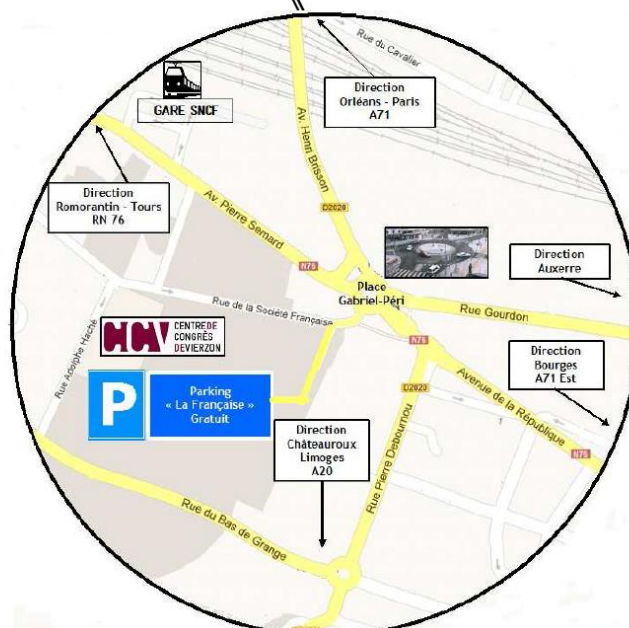 Rue du Cavalier
GARE SNCF
Direction
Orléans - Paris
A71
Av. Henri Brisson
Direction
Romorantin - Tours
RN 76
Av. Pierre Semard
D2020
N76
Direction
Auxerre
Place
Gabriel-Péri
Rue Gourdon
Rue de la Société Française
N76
CCV CENTRE DE
CONGRÈS
DE VIERZON
Rue Adolphe Haché
Direction
Bourges
A71 Est
D2020
Avenue de la République
P
Parking
« La Française »
Gratuit
1
N76
Direction
Châteauroux
Limoges
A20
Rue Pierre Debournou
Rue du Bas de Grange